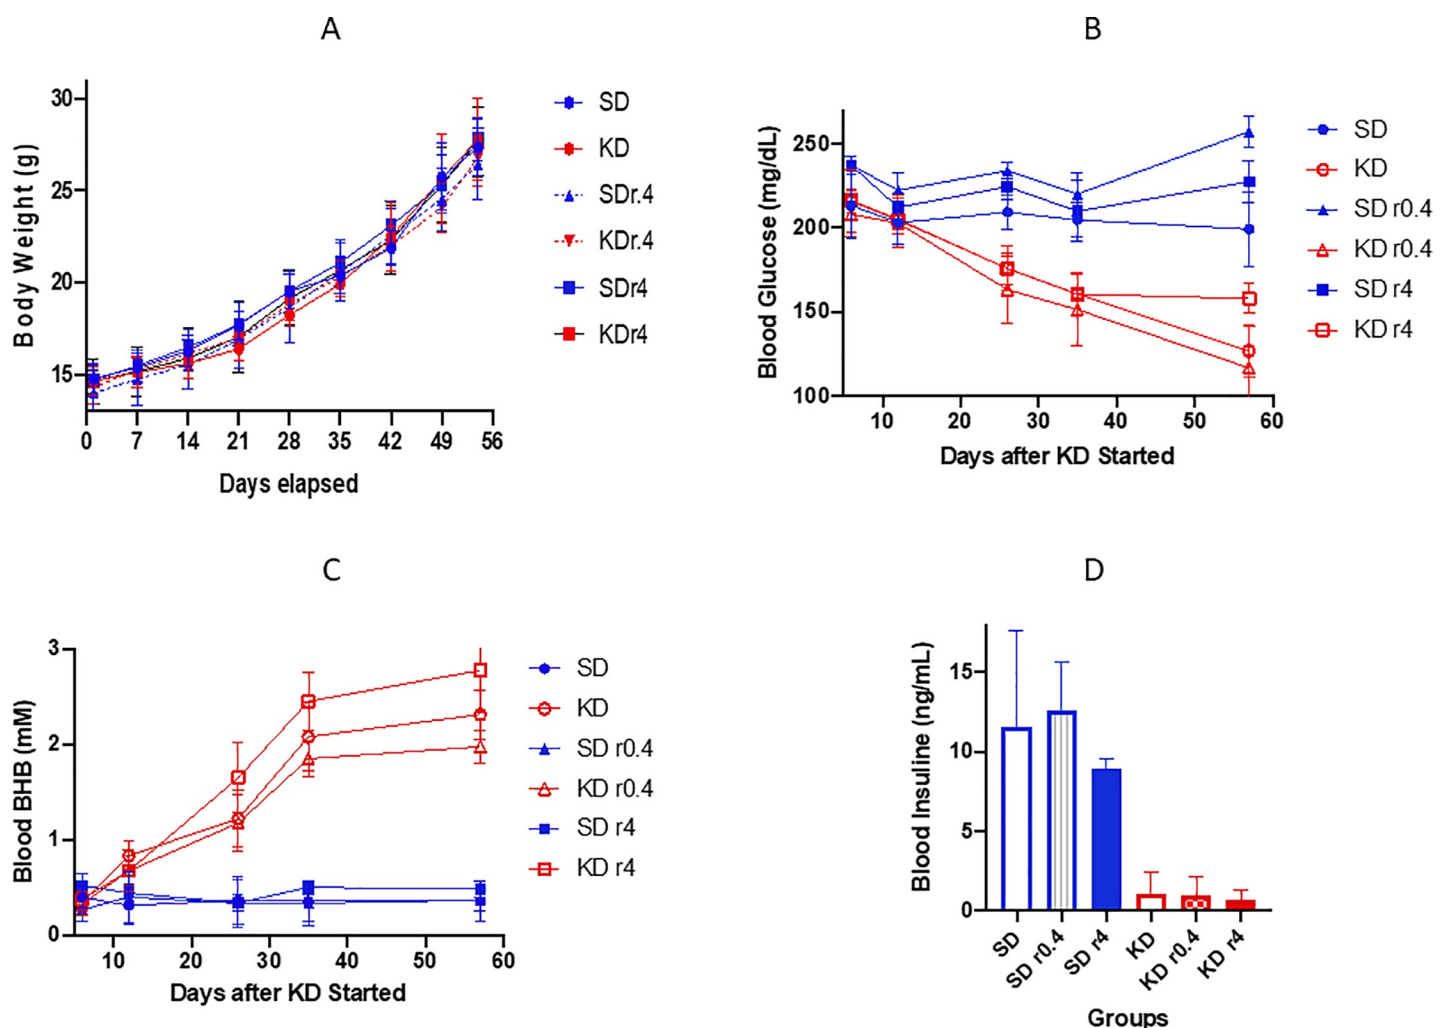 A
Body Weight (g)
30
25
20
15
0 7 14 21 28 35 42 49 56
Days elapsed
SD
KD
SDr.4
KDr.4
SDr4
KDr4
B
Blood Glucose (mg/dL)
250
200
150
100
10 20 30 40 50 60
Days after KD Started
SD
KD
SD r0.4
KD r0.4
SD r4
KD r4
C
Blood BHB (mM)
3
2
1
0
10 20 30 40 50 60
Days after KD Started
SD
KD
SD r0.4
KD r0.4
SD r4
KD r4
D
Blood Insuline (ng/mL)
15
10
5
0
SD
SD r0.4
SD r4
KD
KD r0.4
KD r4
Groups